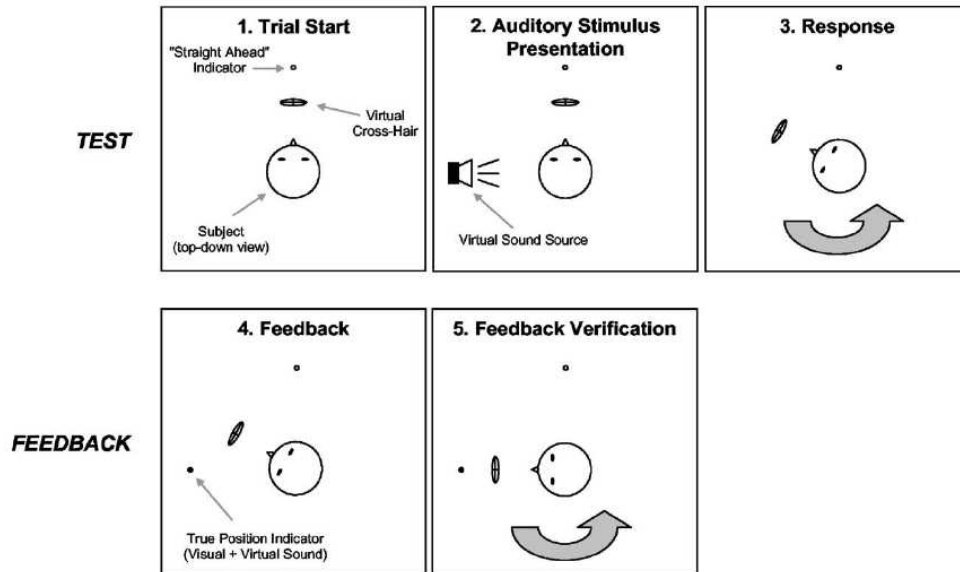 TEST
1. Trial Start
"Straight Ahead"
Indicator
Virtual
Cross-Hair
Subject
(top-down view)
2. Auditory Stimulus
Presentation
Virtual Sound Source
3. Response
FEEDBACK
4. Feedback
True Position Indicator
(Visual + Virtual Sound)
5. Feedback Verification